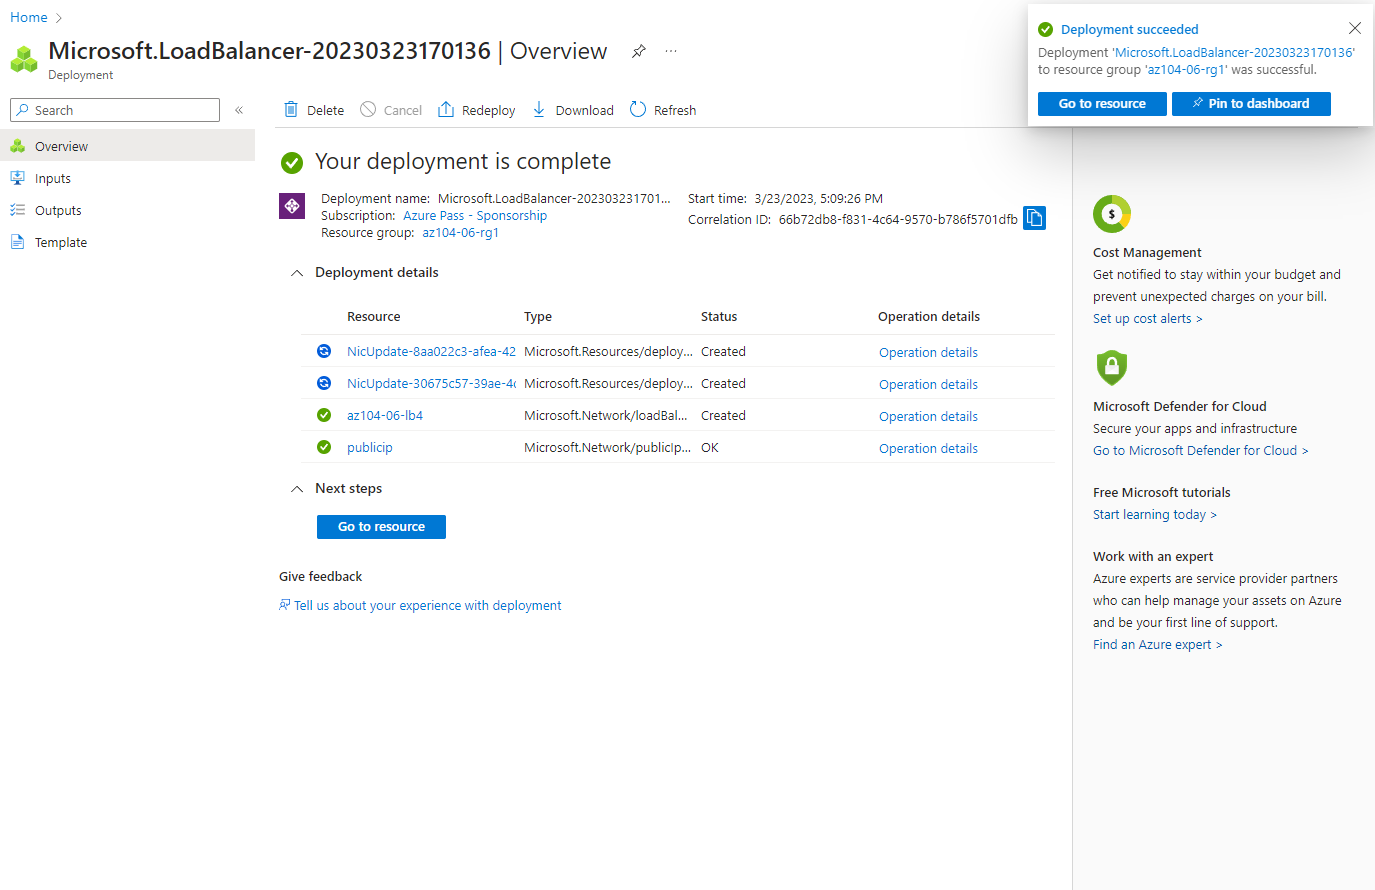 Home
Microsoft.LoadBalancer-20230323170136 | Overview
Deployment
Search
Delete
Cancel
Redeploy
Download
Refresh
Overview
Inputs
Outputs
Template
Your deployment is complete
Deployment name: Microsoft.LoadBalancer-202303231701...
Subscription: Azure Pass - Sponsorship
Resource group: az104-06-rg1
Start time: 3/23/2023, 5:09:26 PM
Correlation ID: 66b72db8-f831-4c64-9570-b786f5701dfb
Deployment details
Resource Type Status Operation details
NicUpdate-8aa022c3-afea-42 Microsoft.Resources/deploy... Created Operation details
NicUpdate-30675c57-39ae-4c Microsoft.Resources/deploy... Created Operation details
az104-06-lb4 Microsoft.Network/loadBal... Created Operation details
publicip Microsoft.Network/publicIp... OK Operation details
Next steps
Go to resource
Give feedback
Tell us about your experience with deployment
Deployment succeeded
Deployment 'Microsoft.LoadBalancer-20230323170136'
to resource group 'az104-06-rg1' was successful.
Go to resource
Pin to dashboard
Cost Management
Get notified to stay within your budget and
prevent unexpected charges on your bill.
Set up cost alerts >
Microsoft Defender for Cloud
Secure your apps and infrastructure
Go to Microsoft Defender for Cloud >
Free Microsoft tutorials
Start learning today >
Work with an expert
Azure experts are service provider partners
who can help manage your assets on Azure
and be your first line of support.
Find an Azure expert >